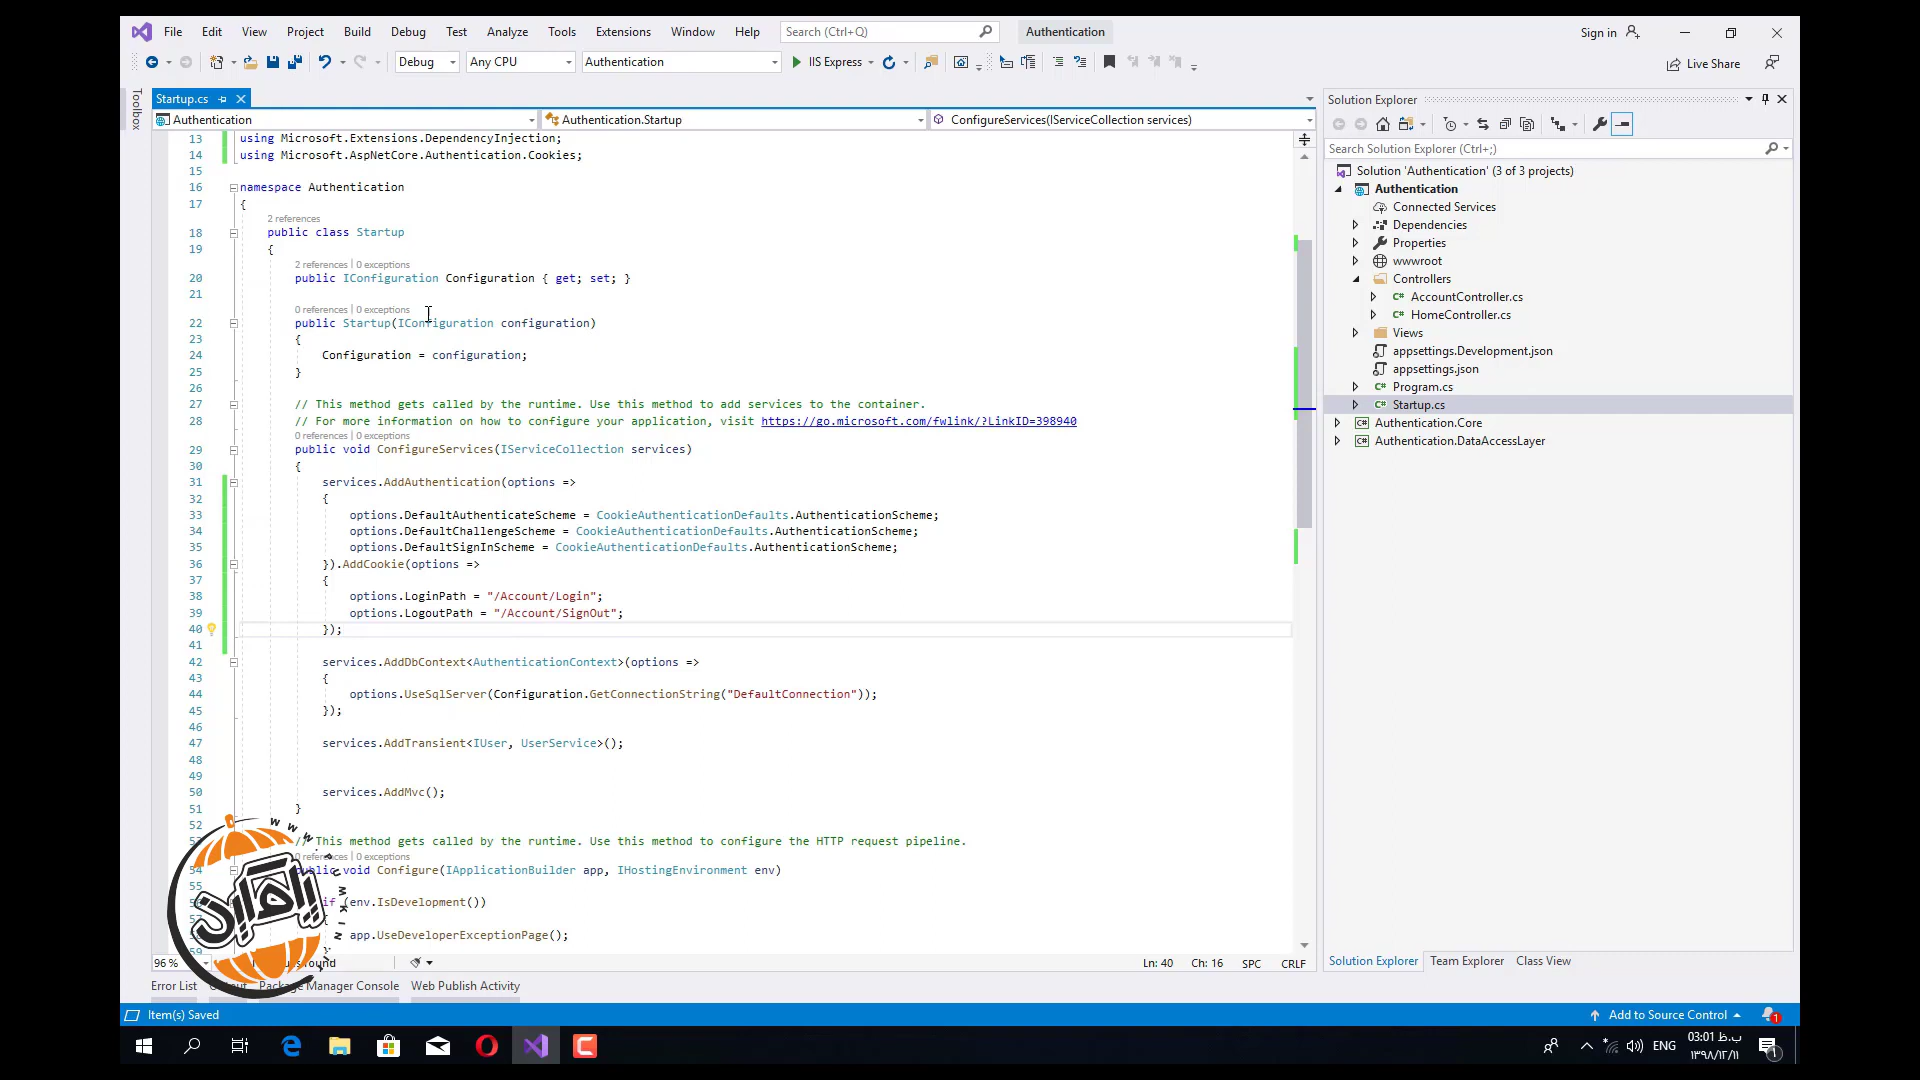 File Edit View Project Build Debug Test Analyze Tools Extensions Window Help Search (Ctrl+Q) Authentication Sign in
Debug Any CPU Authentication IIS Express Live Share
Toolbox
Startup.cs
Authentication Authentication.Startup ConfigureServices(IServiceCollection services)
13 using Microsoft.Extensions.DependencyInjection;
14 using Microsoft.AspNetCore.Authentication.Cookies;
15
16 namespace Authentication
17 {
2 references
18 public class Startup
19 {
2 references | 0 exceptions
20 public IConfiguration Configuration { get; set; }
21
0 references | 0 exceptions
22 public Startup(IConfiguration configuration)
23 {
24 Configuration = configuration;
25 }
26
27 // This method gets called by the runtime. Use this method to add services to the container.
28 // For more information on how to configure your application, visit https://go.microsoft.com/fwlink/?LinkID=398940
0 references | 0 exceptions
29 public void ConfigureServices(IServiceCollection services)
30 {
31 services.AddAuthentication(options =>
32 {
33 options.DefaultAuthenticateScheme = CookieAuthenticationDefaults.AuthenticationScheme;
34 options.DefaultChallengeScheme = CookieAuthenticationDefaults.AuthenticationScheme;
35 options.DefaultSignInScheme = CookieAuthenticationDefaults.AuthenticationScheme;
36 }).AddCookie(options =>
37 {
38 options.LoginPath = "/Account/Login";
39 options.LogoutPath = "/Account/SignOut";
40 });
41
42 services.AddDbContext<AuthenticationContext>(options =>
43 {
44 options.UseSqlServer(Configuration.GetConnectionString("DefaultConnection"));
45 });
46
47 services.AddTransient<IUser, UserService>();
48
49
50 services.AddMvc();
51 }
52
// This method gets called by the runtime. Use this method to configure the HTTP request pipeline.
0 references | 0 exceptions
54 public void Configure(IApplicationBuilder app, IHostingEnvironment env)
55
if (env.IsDevelopment())
57 {
app.UseDeveloperExceptionPage();
96 % Ln: 40 Ch: 16 SPC CRLF
Error List Package Manager Console Web Publish Activity
Item(s) Saved Add to Source Control 1
Solution Explorer
Search Solution Explorer (Ctrl+;)
Solution 'Authentication' (3 of 3 projects)
Authentication
Connected Services
Dependencies
Properties
wwwroot
Controllers
AccountController.cs
HomeController.cs
Views
appsettings.Development.json
appsettings.json
Program.cs
Startup.cs
Authentication.Core
Authentication.DataAccessLayer
Solution Explorer Team Explorer Class View
ENG
03:01 ب.ظ
۱۳۹۸/۱۲/۱۱
1